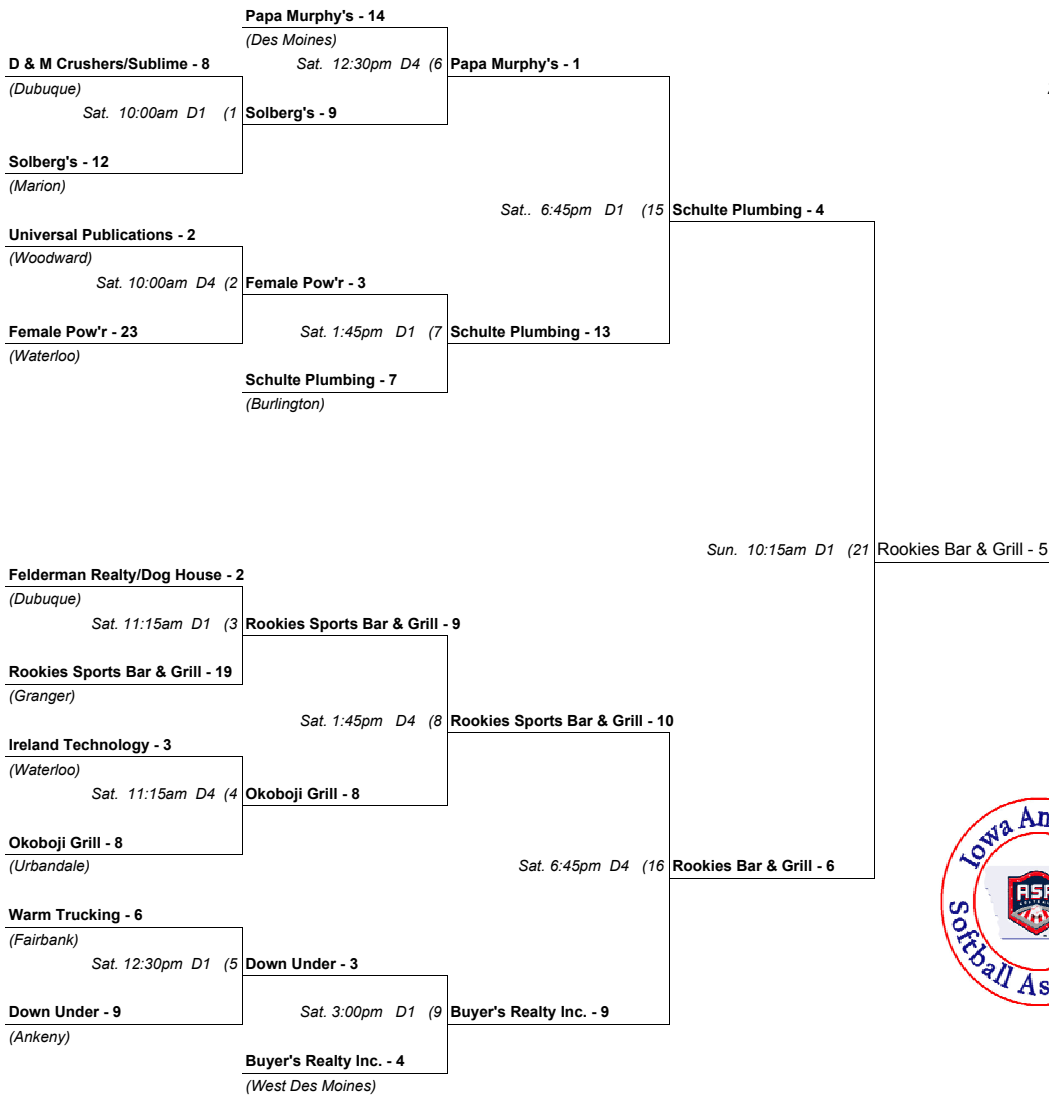 Papa Murphy's - 14
(Des Moines)
D & M Crushers/Sublime - 8
Sat. 12:30pm D4 (6
Papa Murphy's - 1
(Dubuque)
Sat. 10:00am D1 (1
Solberg's - 9
Solberg's - 12
(Marion)
Sat.. 6:45pm D1 (15
Schulte Plumbing - 4
Universal Publications - 2
(Woodward)
Sat. 10:00am D4 (2
Female Pow'r - 3
Female Pow'r - 23
Sat. 1:45pm D1 (7
Schulte Plumbing - 13
(Waterloo)
Schulte Plumbing - 7
(Burlington)
Sun. 10:15am D1 (21
Rookies Bar & Grill - 5
Felderman Realty/Dog House - 2
(Dubuque)
Sat. 11:15am D1 (3
Rookies Sports Bar & Grill - 9
Rookies Sports Bar & Grill - 19
(Granger)
Sat. 1:45pm D4 (8
Rookies Sports Bar & Grill - 10
Ireland Technology - 3
(Waterloo)
Sat. 11:15am D4 (4
Okoboji Grill - 8
Okoboji Grill - 8
(Urbandale)
Sat. 6:45pm D4 (16
Rookies Bar & Grill - 6
Warm Trucking - 6
(Fairbank)
Sat. 12:30pm D1 (5
Down Under - 3
Down Under - 9
Sat. 3:00pm D1 (9
Buyer's Realty Inc. - 9
(Ankeny)
Buyer's Realty Inc. - 4
(West Des Moines)
Iowa Am
Softball As